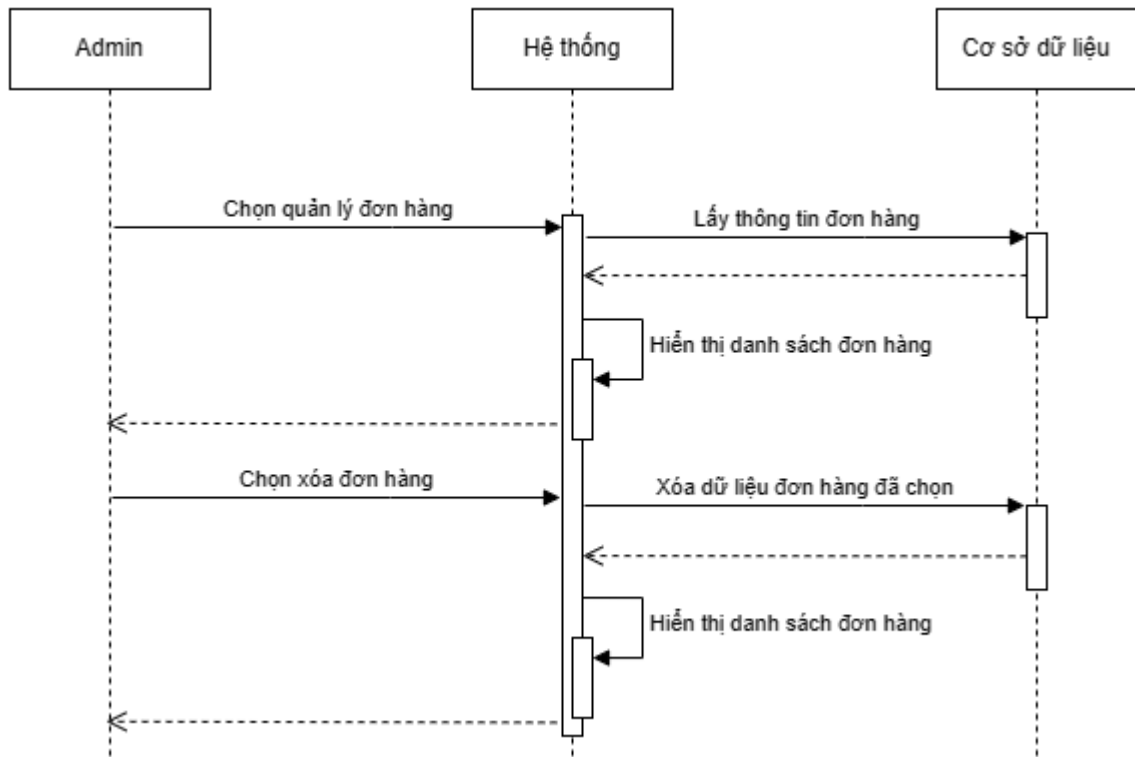 Admin
Hệ thống
Cơ sở dữ liệu
Chọn quản lý đơn hàng
Lấy thông tin đơn hàng
Hiển thị danh sách đơn hàng
Chọn xóa đơn hàng
Xóa dữ liệu đơn hàng đã chọn
Hiển thị danh sách đơn hàng